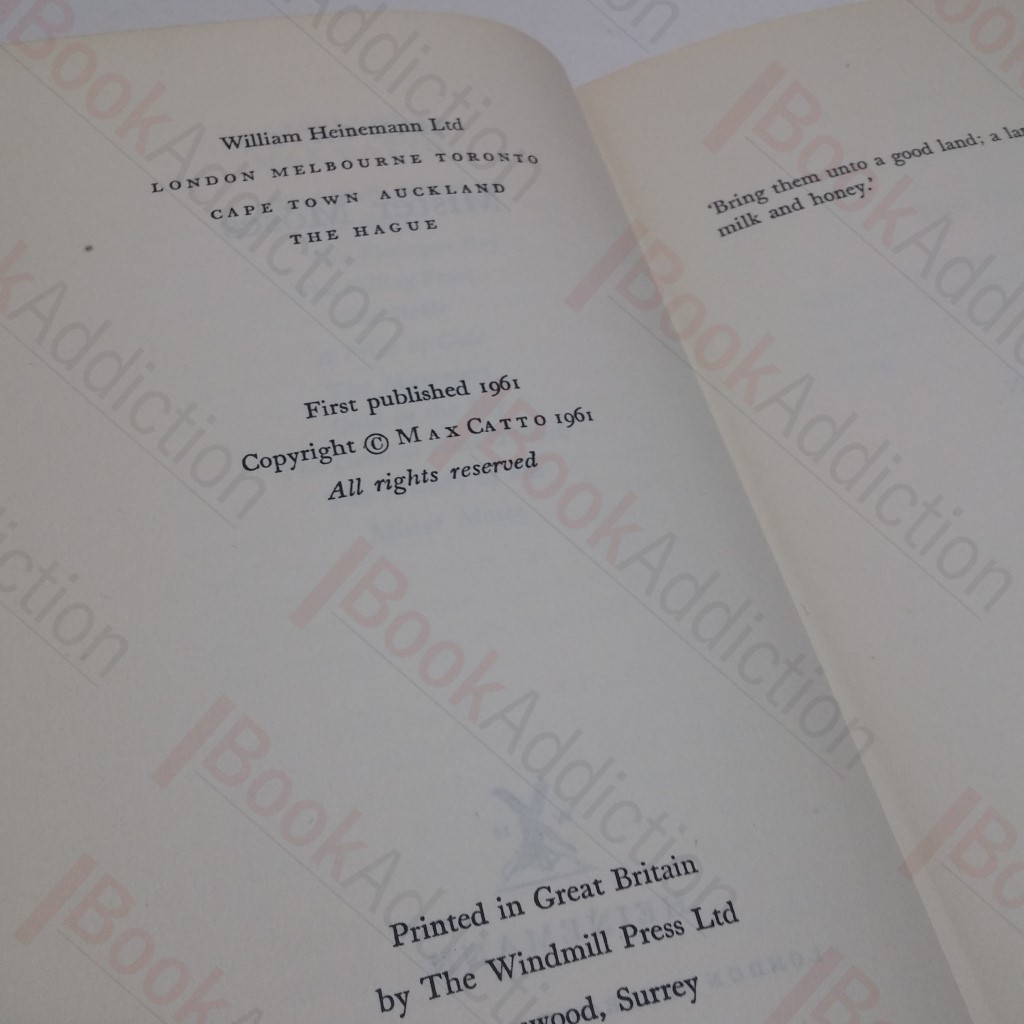 William Heinemann Ltd
LONDON MELBOURNE TORONTO
CAPE TOWN AUCKLAND
THE HAGUE
First published 1961
Copyright © MAX CATTO 1961
All rights reserved
Printed in Great Britain
by The Windmill Press Ltd
Surrey
'Bring them unto a good land; a
milk and honey.'
BookAddiction